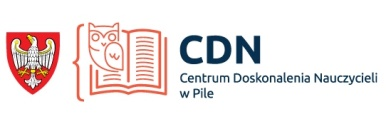 CDN
Centrum Doskonalenia Nauczycieli
w Pile